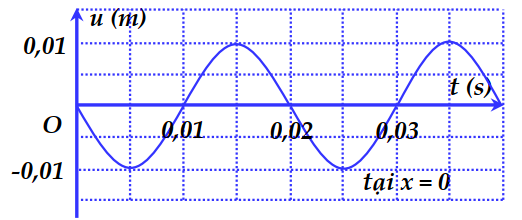 u (m)
0,01
t (s)
O
0,01
0,02
0,03
-0,01
tại x = 0